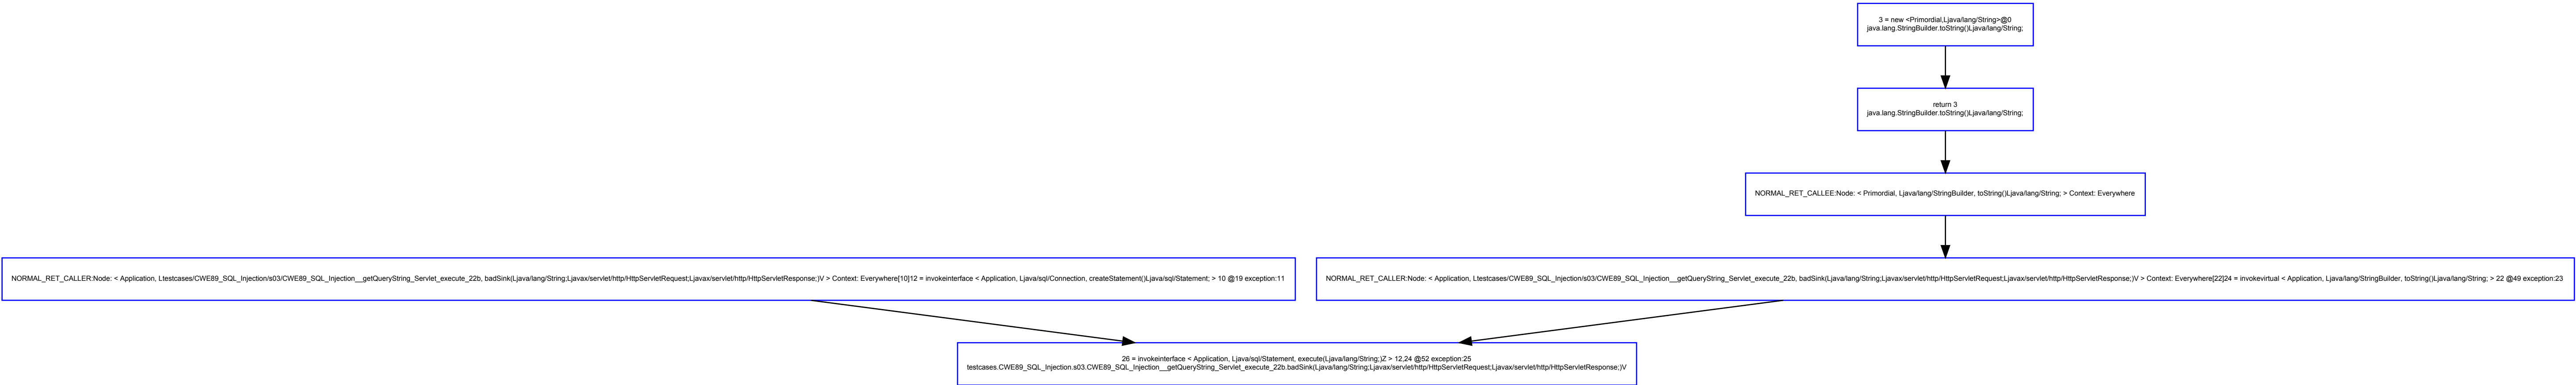 3 = new <Primordial,Ljava/lang/String>@0
java.lang.StringBuilder.toString()Ljava/lang/String;
return 3
java.lang.StringBuilder.toString()Ljava/lang/String;
NORMAL_RET_CALLEE:Node: < Primordial, Ljava/lang/StringBuilder, toString()Ljava/lang/String; > Context: Everywhere
NORMAL_RET_CALLER:Node: < Application, Ltestcases/CWE89_SQL_Injection/s03/CWE89_SQL_Injection__getQueryString_Servlet_execute_22b, badSink(Ljava/lang/String;Ljavax/servlet/http/HttpServletRequest;Ljavax/servlet/http/HttpServletResponse;)V > Context: Everywhere[10]12 = invokeinterface < Application, Ljava/sql/Connection, createStatement()Ljava/sql/Statement; > 10 @19 exception:11
NORMAL_RET_CALLER:Node: < Application, Ltestcases/CWE89_SQL_Injection/s03/CWE89_SQL_Injection__getQueryString_Servlet_execute_22b, badSink(Ljava/lang/String;Ljavax/servlet/http/HttpServletRequest;Ljavax/servlet/http/HttpServletResponse;)V > Context: Everywhere[22]24 = invokevirtual < Application, Ljava/lang/StringBuilder, toString()Ljava/lang/String; > 22 @49 exception:23
26 = invokeinterface < Application, Ljava/sql/Statement, execute(Ljava/lang/String;)Z > 12,24 @52 exception:25
testcases.CWE89_SQL_Injection.s03.CWE89_SQL_Injection__getQueryString_Servlet_execute_22b.badSink(Ljava/lang/String;Ljavax/servlet/http/HttpServletRequest;Ljavax/servlet/http/HttpServletResponse;)V